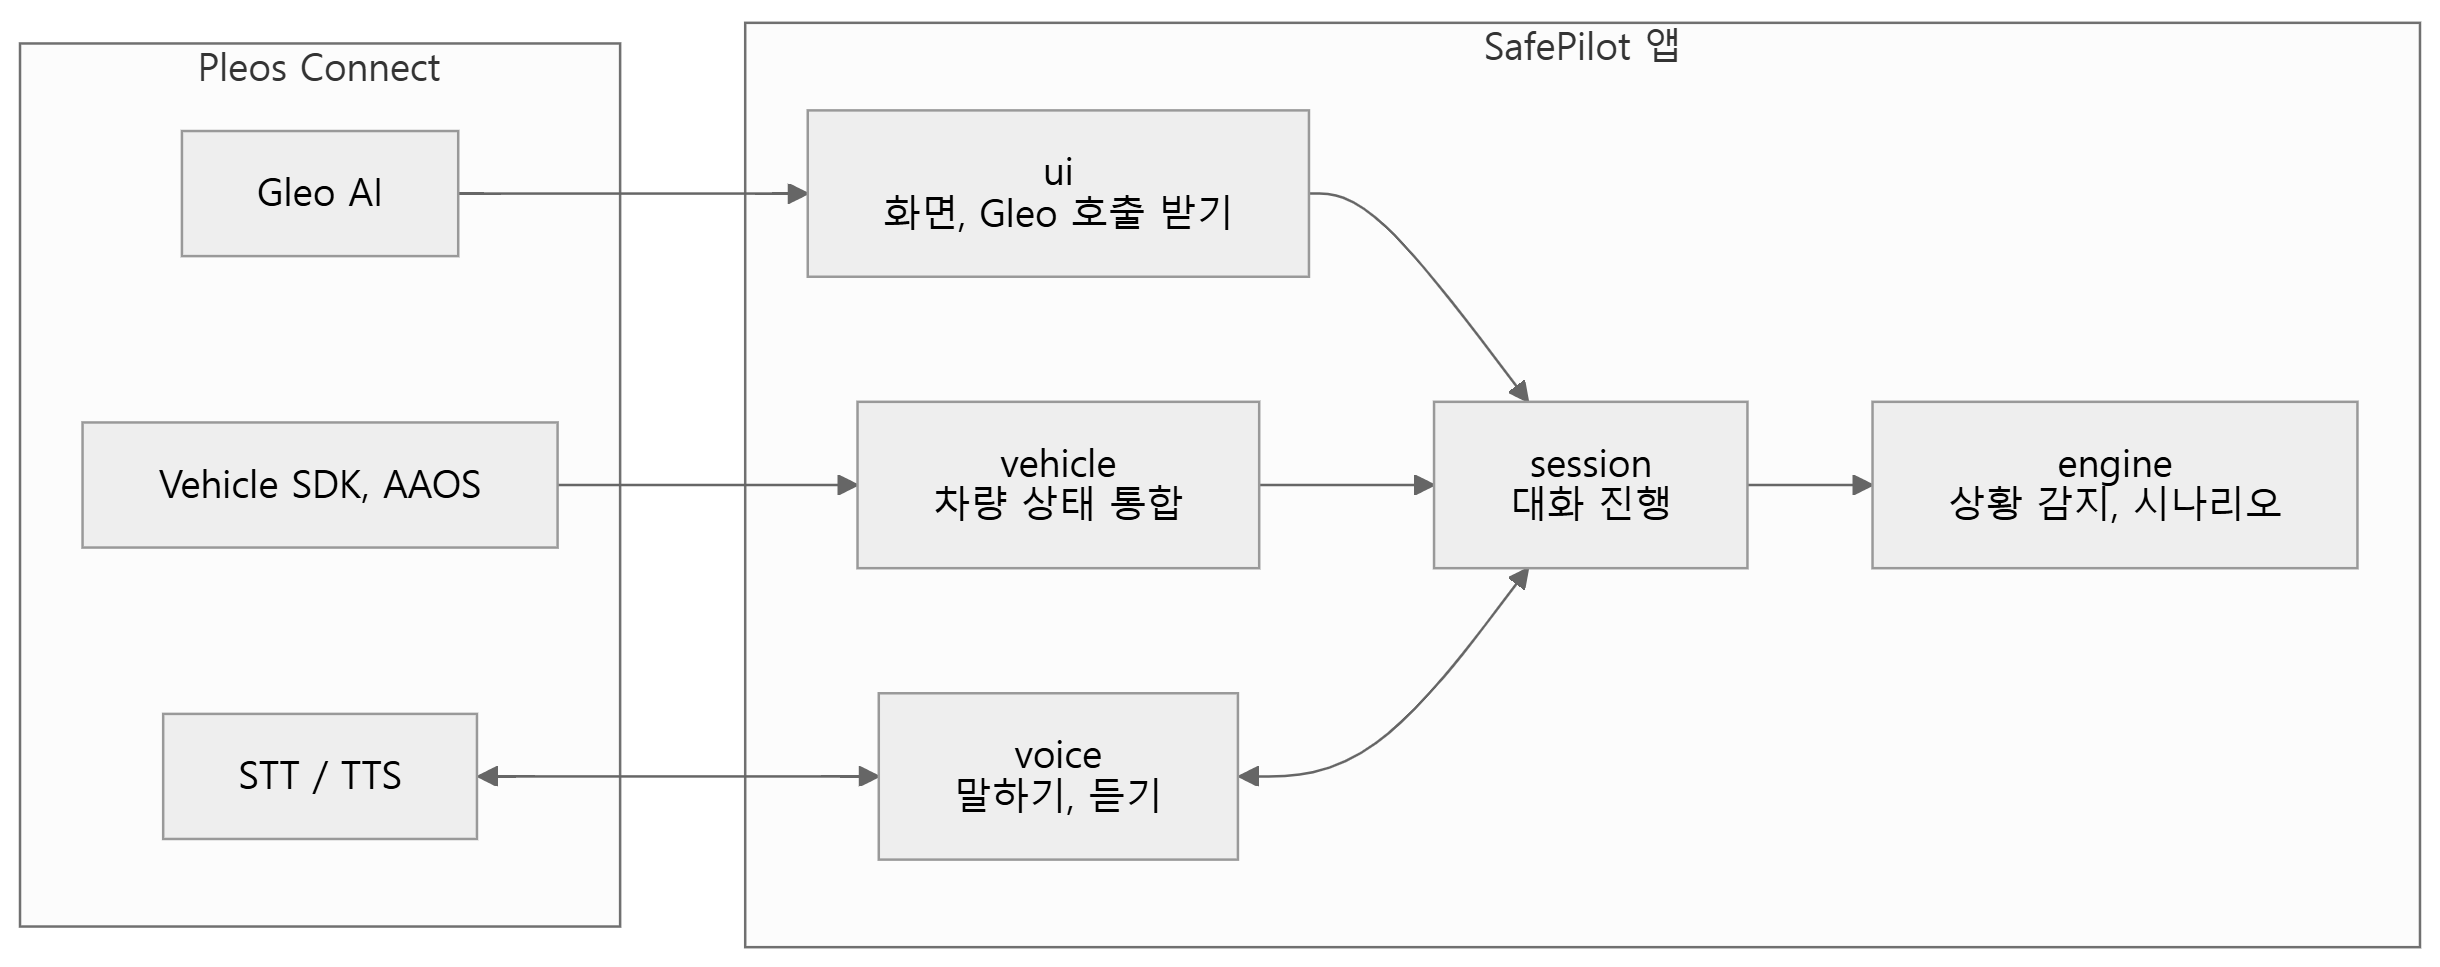 Pleos Connect
Gleo AI
Vehicle SDK, AAOS
STT / TTS
SafePilot 앱
ui
화면, Gleo 호출 받기
vehicle
차량 상태 통합
voice
말하기, 듣기
session
대화 진행
engine
상황 감지, 시나리오